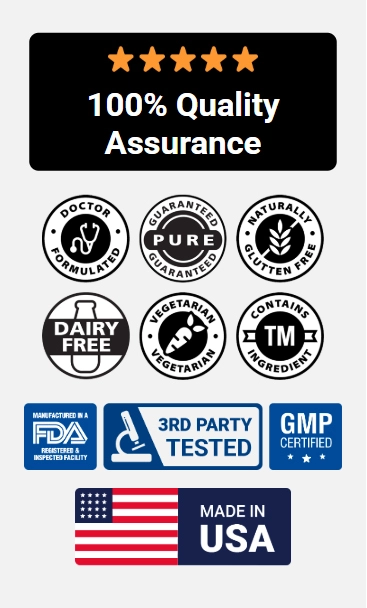 100% Quality
Assurance
DOCTOR
FORMULATED
GUARANTEED
PURE
GUARANTEED
NATURALLY
GLUTTEN FREE
DAIRY
FREE
VEGETARIAN
VEGETARIAN
CONTAINS
TM
INGREDIENT
MANUFACTURED IN A
FDA
REGISTERED &
INSPECTED FACILITY
3RD PARTY
TESTED
GMP
CERTIFIED
MADE IN
USA